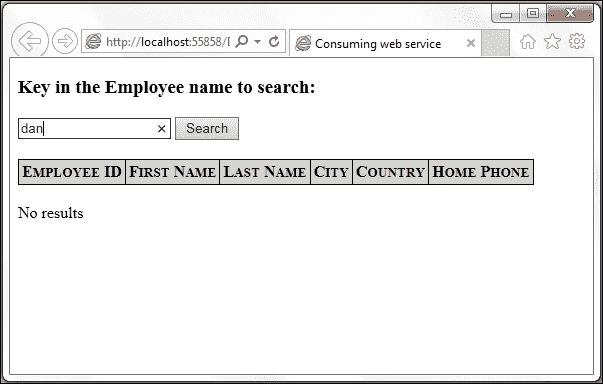 http://localhost:55858/I
Consuming web service
Key in the Employee name to search:
dan
Search
EMPLOYEE ID FIRST NAME LAST NAME CITY COUNTRY HOME PHONE
No results